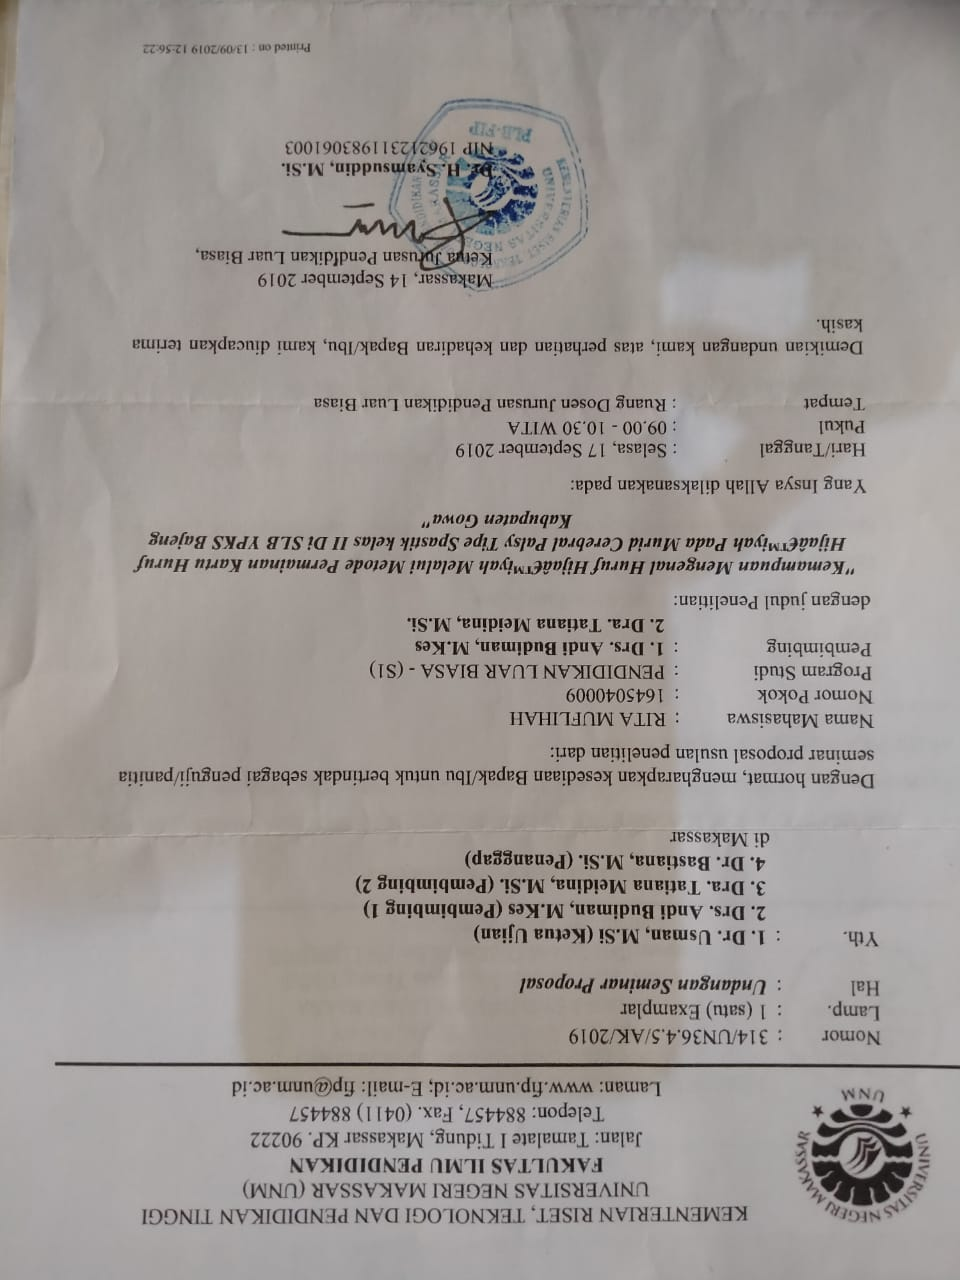 KEMENTERIAN RISET, TEKNOLOGI DAN PENDIDIKAN TINGGI
UNIVERSITAS NEGERI MAKASSAR (UNM)
FAKULTAS ILMU PENDIDIKAN
Jalan: Tamalate I Tidung, Makassar KP. 90222
Telepon: 884457, Fax. (0411) 884457
Laman: www.fip.unm.ac.id; E-mail: fip@unm.ac.id
UNIVERSITAS NEGERI MAKASSAR
UNM
Nomor : 314/UN36.4.5/AK/2019
Lamp. : 1 (satu) Examplar
Hal : Undangan Seminar Proposal
Yth. : 1. Dr. Usman, M.Si (Ketua Ujian)
2. Drs. Andi Budiman, M.Kes (Pembimbing 1)
3. Dra. Tatiana Meidina, M.Si. (Pembimbing 2)
4. Dr. Bastiana, M.Si. (Penanggap)
di Makassar
Dengan hormat, mengharapkan kesediaan Bapak/Ibu untuk bertindak sebagai penguji/panitia
seminar proposal usulan penelitian dari:
Nama Mahasiswa : RITA MUFLIHAH
Nomor Pokok : 1645040009
Program Studi : PENDIDIKAN LUAR BIASA - (S1)
Pembimbing : 1. Drs. Andi Budiman, M.Kes
2. Dra. Tatiana Meidina, M.Si.
dengan judul Penelitian:
"Kemampuan Mengenal Huruf Hijaâ€™iyah Melalui Metode Permainan Kartu Huruf
Hijaâ€™iyah Pada Murid Cerebral Palsy Tipe Spastik kelas II Di SLB YPKS Bajeng
Kabupaten Gowa"
Yang Insya Allah dilaksanakan pada:
Hari/Tanggal : Selasa, 17 September 2019
Pukul : 09.00 - 10.30 WITA
Tempat : Ruang Dosen Jurusan Pendidikan Luar Biasa
Demikian undangan kami, atas perhatian dan kehadiran Bapak/Ibu, kami diucapkan terima
kasih.
Makassar, 14 September 2019
Ketua Jurusan Pendidikan Luar Biasa,
Dr. H. Syamsuddin, M.Si.
NIP 196212311983061003
PLB-FIP
Printed on : 13/09/2019 12:56:22